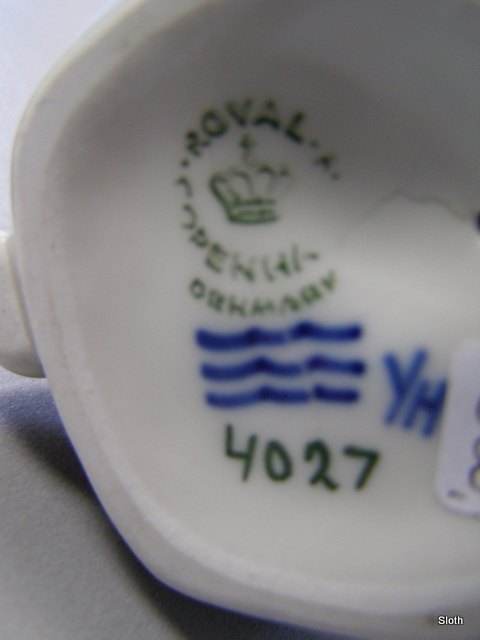 ROYAL
DENMARK
YH
4027
Sloth